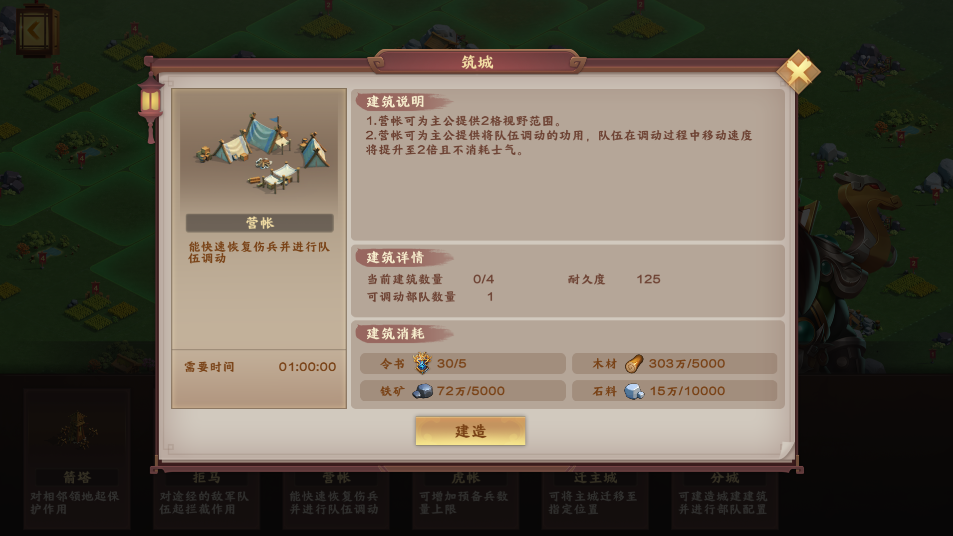 筑城
建筑说明
1.营帐可为主公提供2格视野范围。
2.营帐可为主公提供将队伍调动的功用，队伍在调动过程中移动速度
将提升至2倍且不消耗士气。
营帐
能快速恢复伤兵并进行队
伍调动
需要时间 01:00:00
建筑详情
当前建筑数量 0/4 耐久度 125
可调动部队数量 1
建筑消耗
令书 30/5 木材 303万/5000
铁矿 72万/5000 石料 15万/10000
建造
箭塔 拒马 营帐 虎帐 迁主城 分城
对相邻领地起保 对途径的敌军队 能快速恢复伤兵 可增加预备兵数 可将主城迁移至 可建造城建建筑
护作用 伍起拦截作用 并进行队伍调动 量上限 指定位置 并进行部队配置